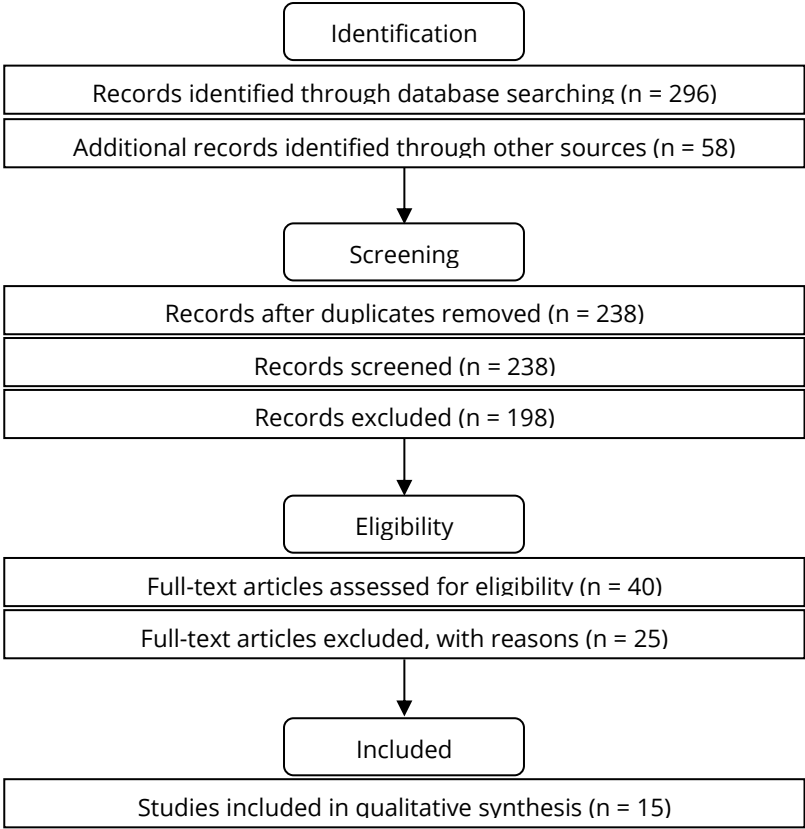 Identification
Records identified through database searching (n = 296)
Additional records identified through other sources (n = 58)
Screening
Records after duplicates removed (n = 238)
Records screened (n = 238)
Records excluded (n = 198)
Eligibility
Full-text articles assessed for eligibility (n = 40)
Full-text articles excluded, with reasons (n = 25)
Included
Studies included in qualitative synthesis (n = 15)